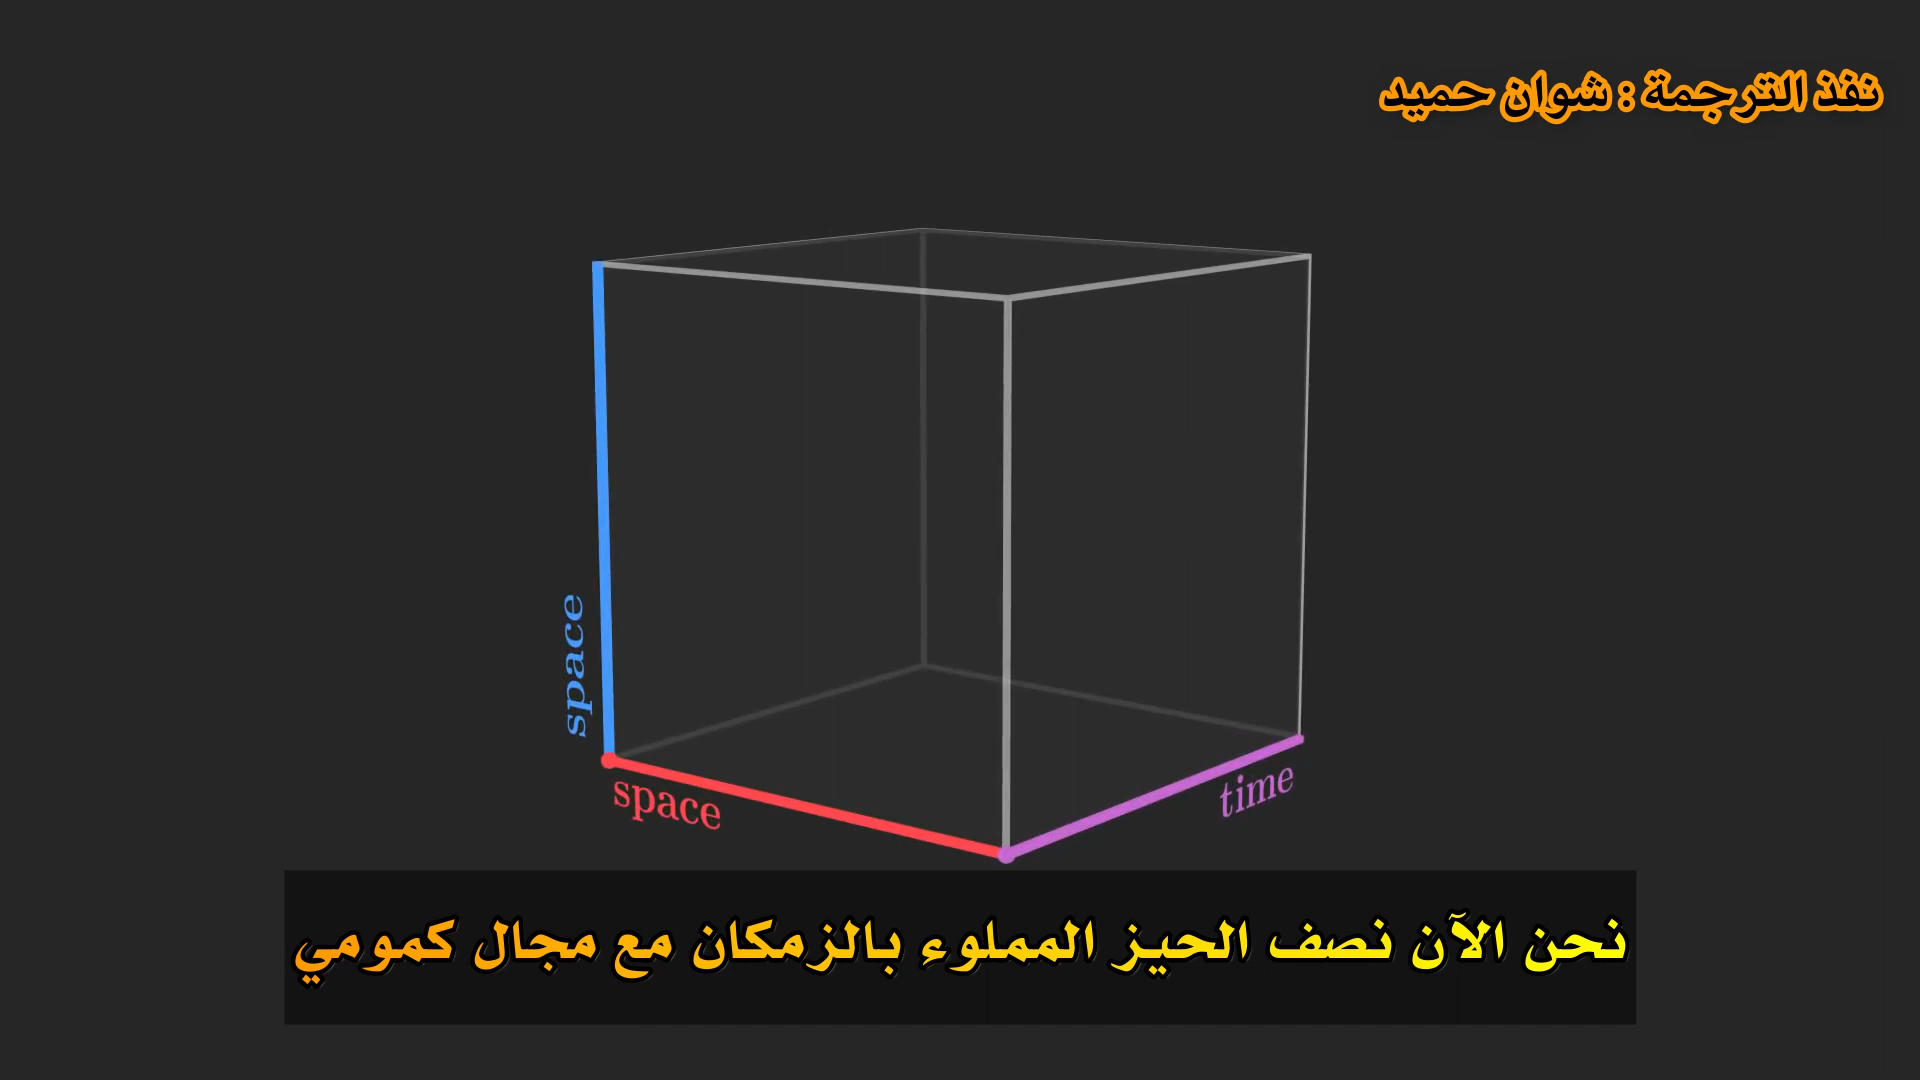 نفذ الترجمة : شوان حميد
space
space
time
نحن الآن نصف الحيز المملوء بالزمكان مع مجال كمومي